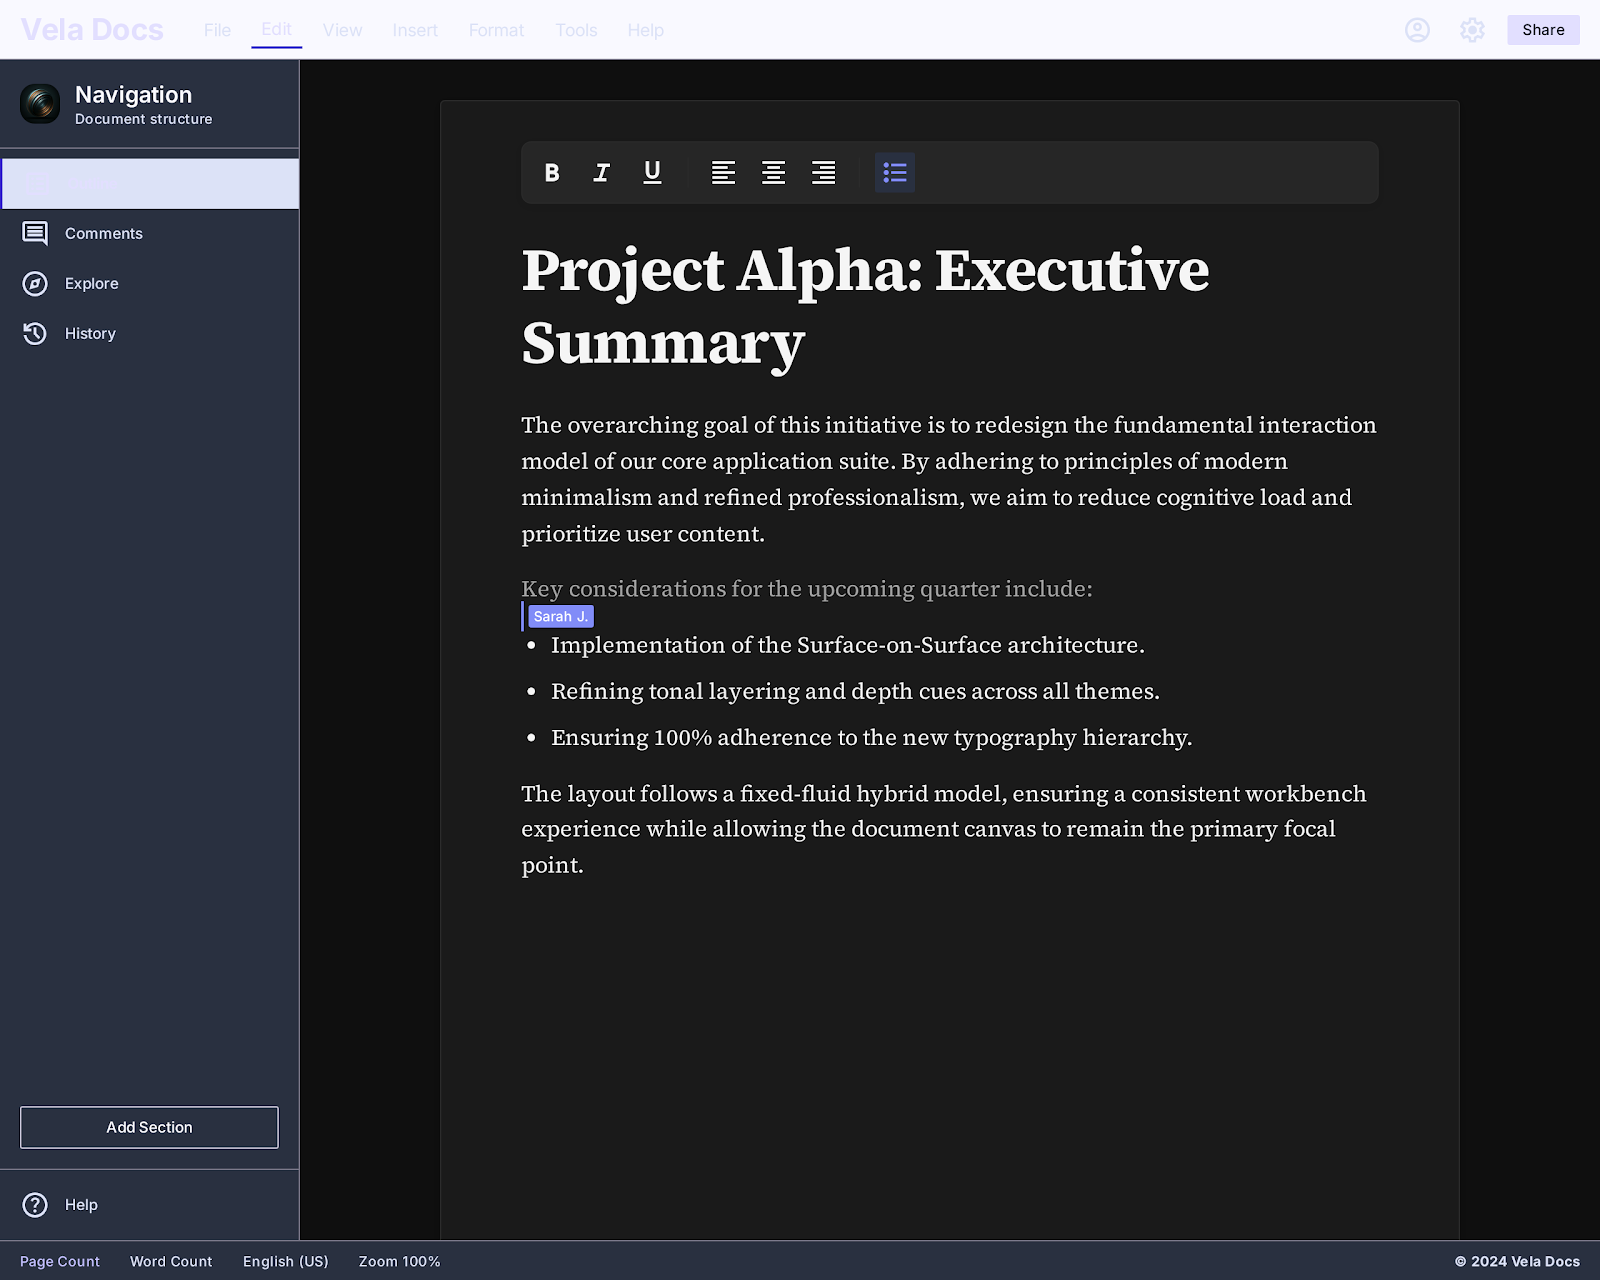 Vela Docs File Edit View Insert Format Tools Help Share
Navigation
Document structure
Comments
Explore
History
Add Section
Help
B I U
Project Alpha: Executive
Summary
The overarching goal of this initiative is to redesign the fundamental interaction
model of our core application suite. By adhering to principles of modern
minimalism and refined professionalism, we aim to reduce cognitive load and
prioritize user content.
Key considerations for the upcoming quarter include:
Sarah J.
• Implementation of the Surface-on-Surface architecture.
• Refining tonal layering and depth cues across all themes.
• Ensuring 100% adherence to the new typography hierarchy.
The layout follows a fixed-fluid hybrid model, ensuring a consistent workbench
experience while allowing the document canvas to remain the primary focal
point.
Page Count Word Count English (US) Zoom 100% © 2024 Vela Docs